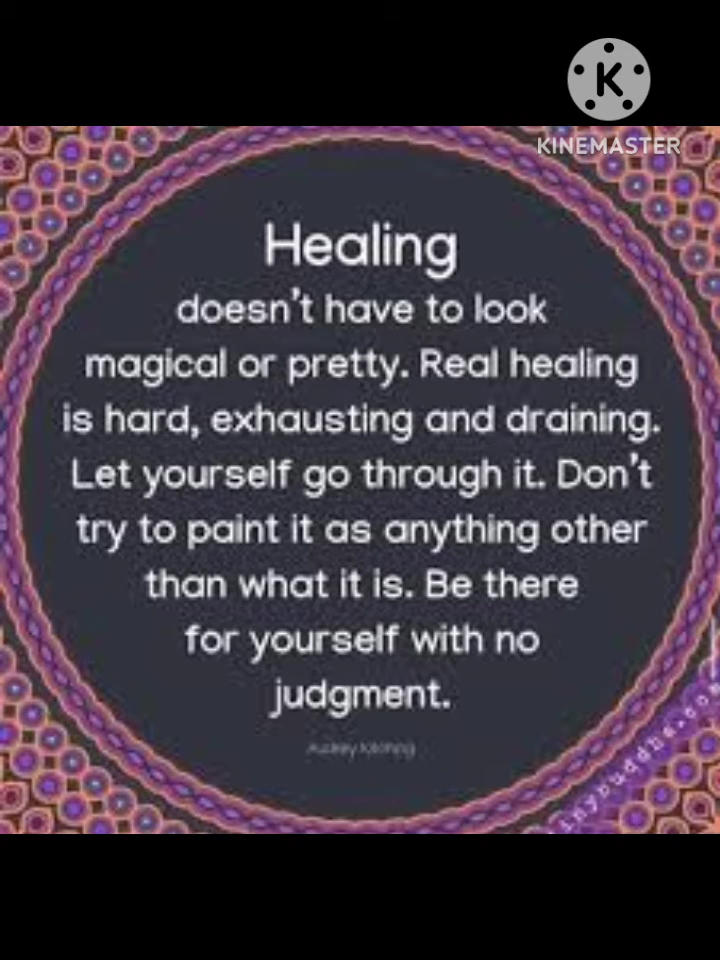 KINEMASTER
Healing
doesn't have to look
magical or pretty. Real healing
is hard, exhausting and draining.
Let yourself go through it. Don't
try to paint it as anything other
than what it is. Be there
for yourself with no
judgment.
inybuddha.co